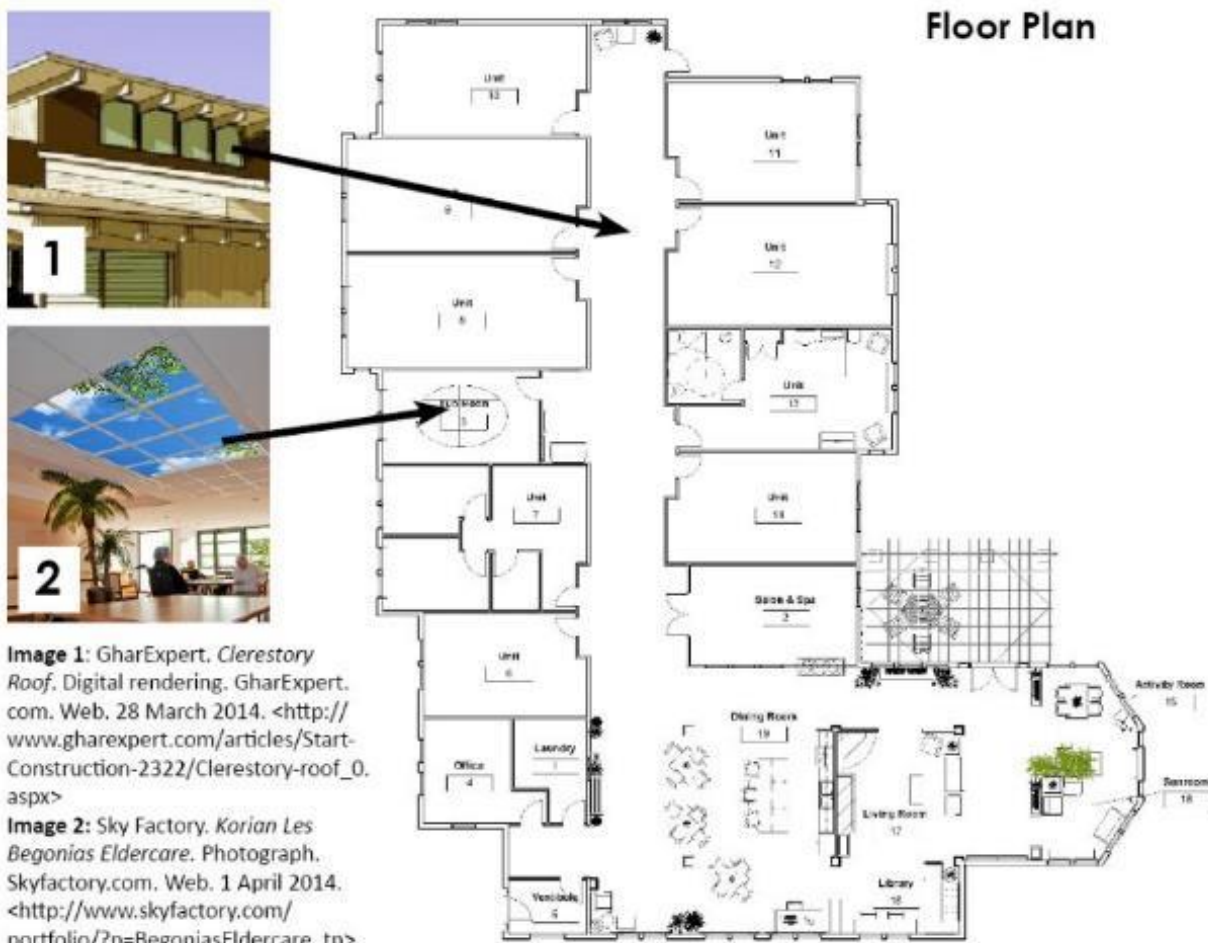 Floor Plan
1
2
Image 1: GharExpert. Clerestory
Roof. Digital rendering. GharExpert.
com. Web. 28 March 2014. <http://
www.gharexpert.com/articles/Start-
Construction-2322/Clerestory-roof_0.
aspx>
Image 2: Sky Factory. Korian Les
Begonias Eldercare. Photograph.
Skyfactory.com. Web. 1 April 2014.
<http://www.skyfactory.com/
portfolio/?p=BegoniasEldercare_tp>
Unit
Unit
11
9
Unit
12
Unit
8
Unit
Unit
7
Unit
Salon & Spa
2
Unit
6
Activity Room
15
Dining Room
19
Office
4
Laundry
1
Sunroom
18
Living Room
17
Library
16
Vestibule
5